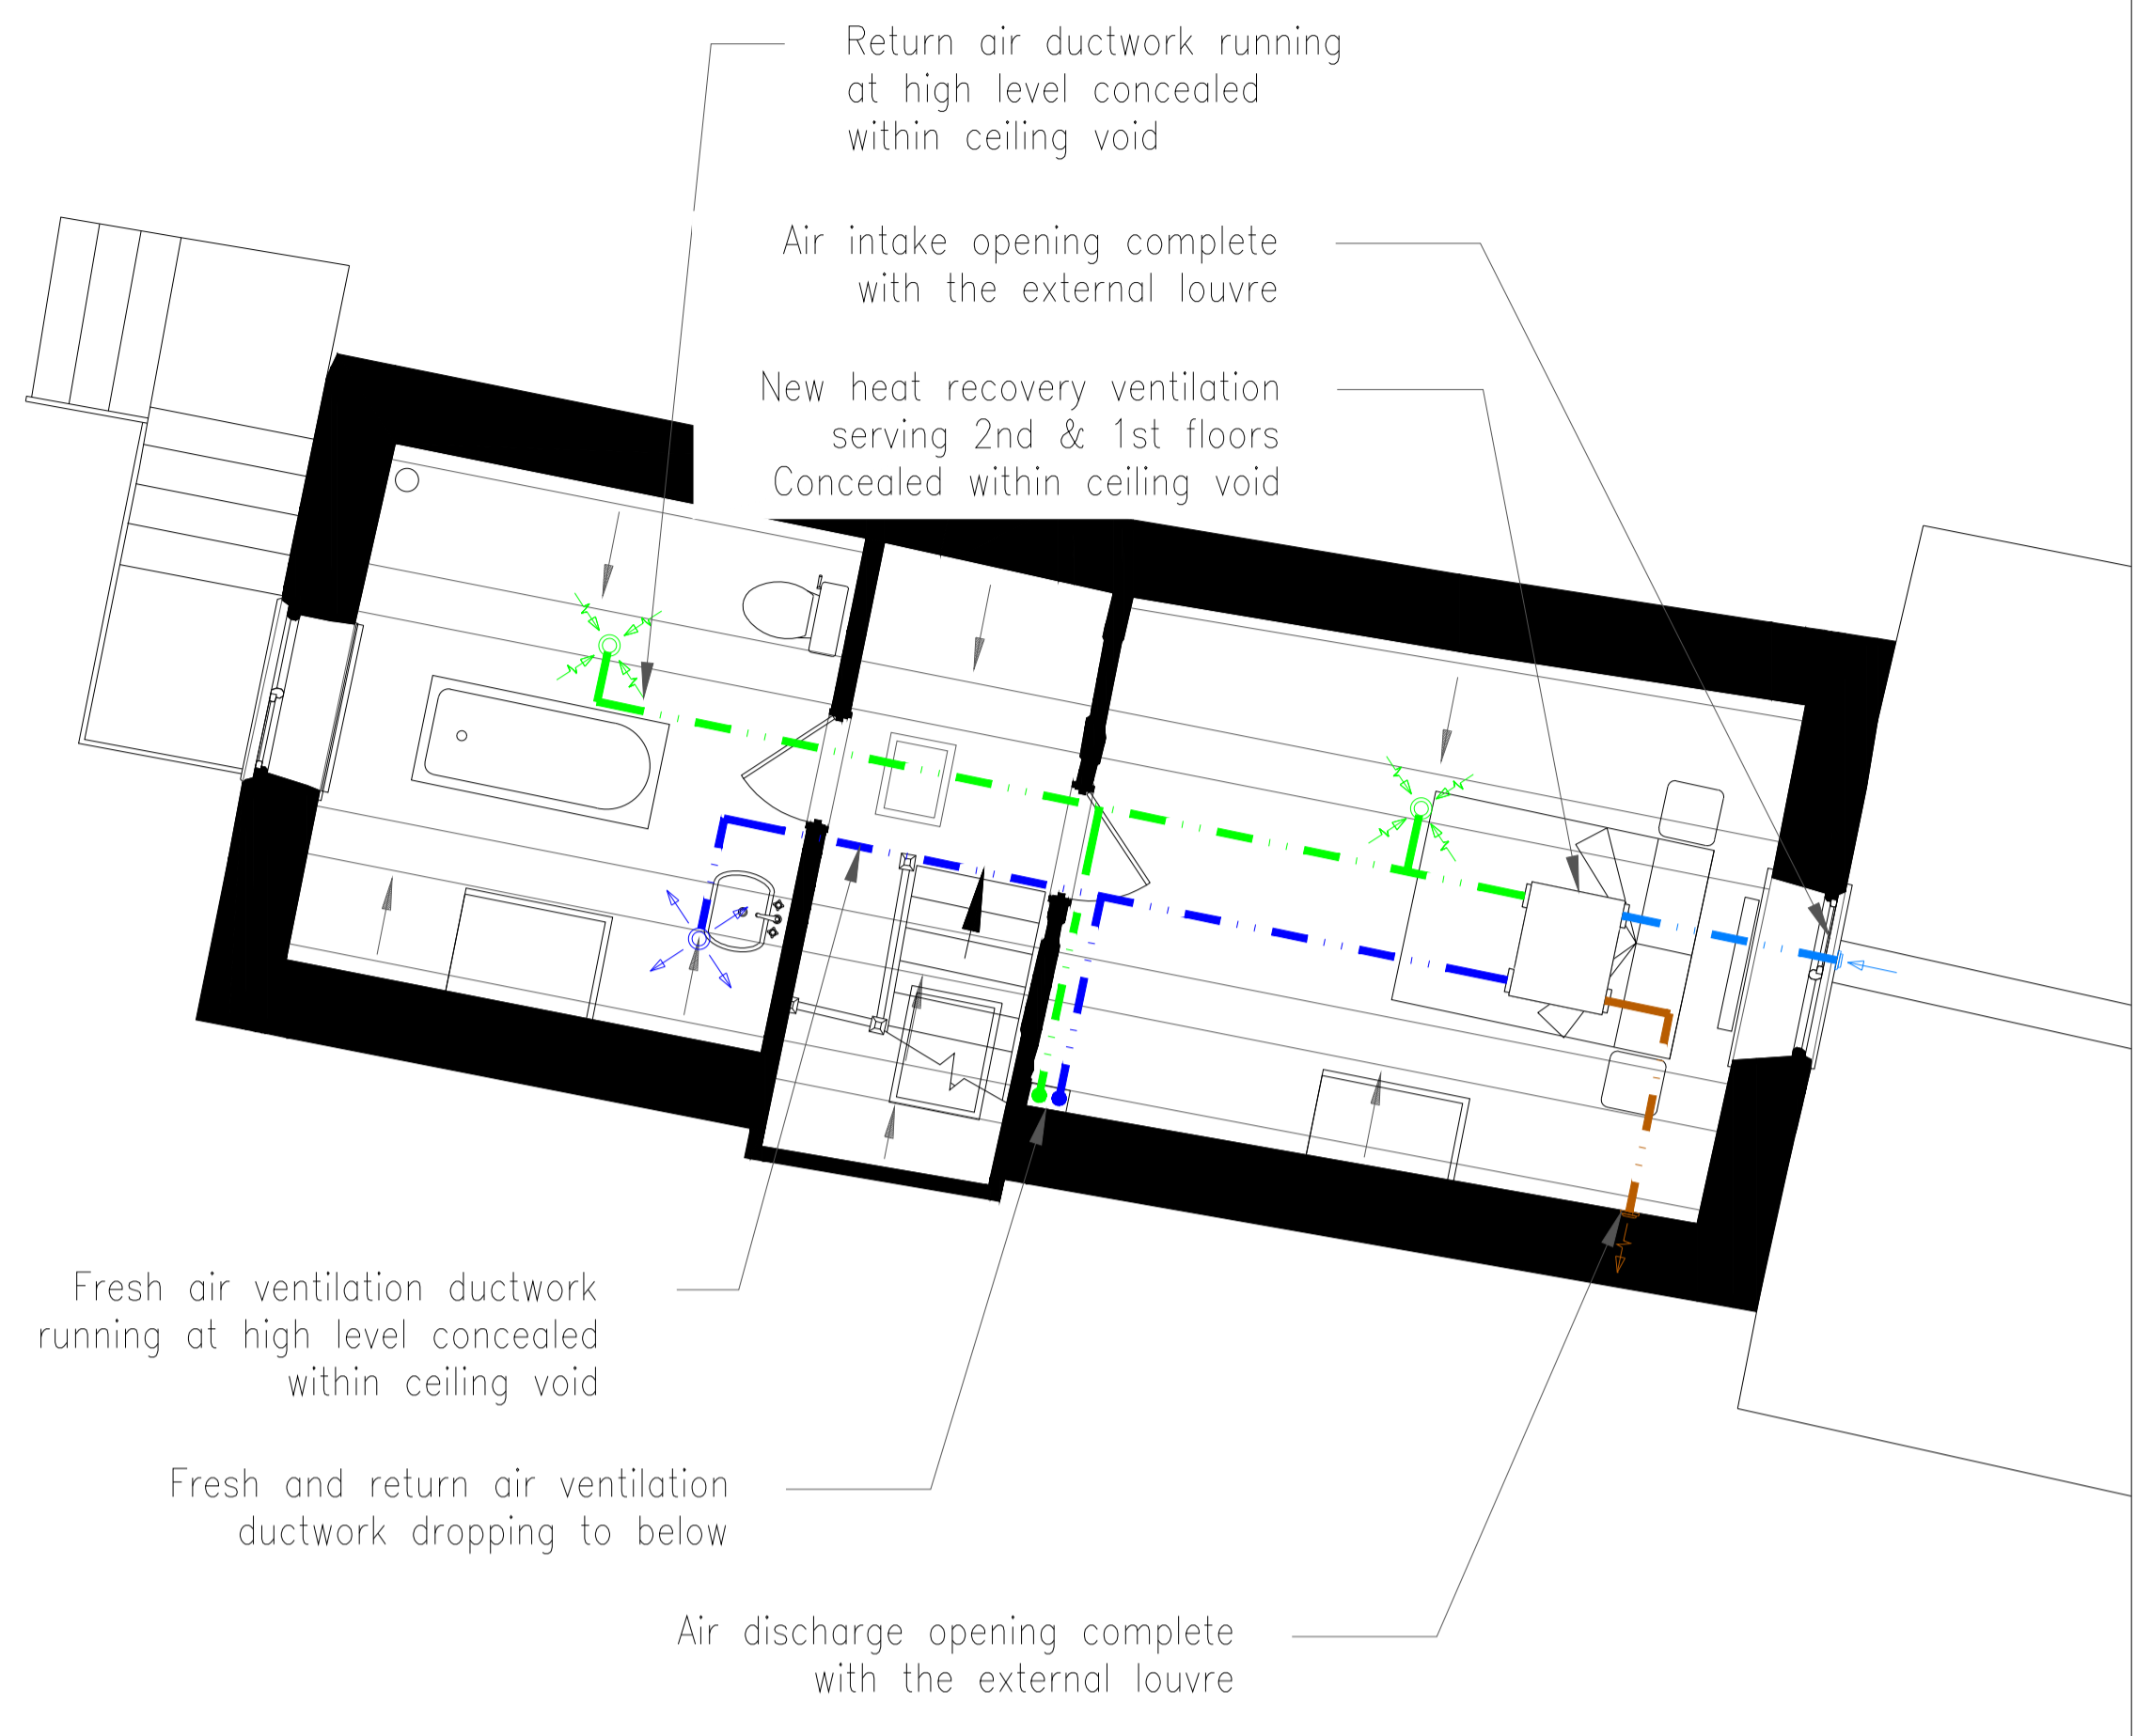 Return air ductwork running
at high level concealed
within ceiling void
Air intake opening complete
with the external louvre
New heat recovery ventilation
serving 2nd & 1st floors
Concealed within ceiling void
Fresh air ventilation ductwork
running at high level concealed
within ceiling void
Fresh and return air ventilation
ductwork dropping to below
Air discharge opening complete
with the external louvre